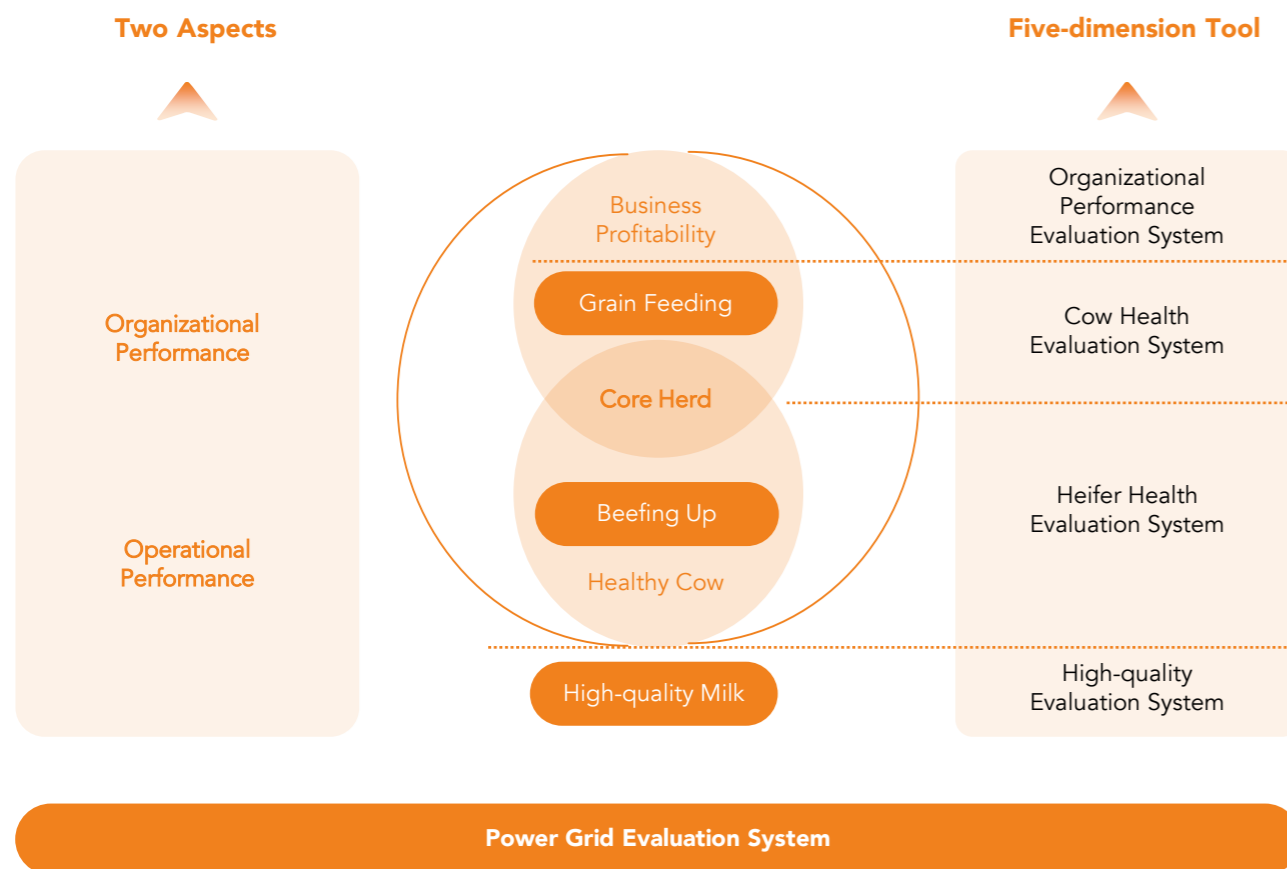 Two Aspects
Five-dimension Tool
Organizational
Performance
Operational
Performance
Business
Profitability
Grain Feeding
Core Herd
Beefing Up
Healthy Cow
High-quality Milk
Organizational
Performance
Evaluation System
Cow Health
Evaluation System
Heifer Health
Evaluation System
High-quality
Evaluation System
Power Grid Evaluation System